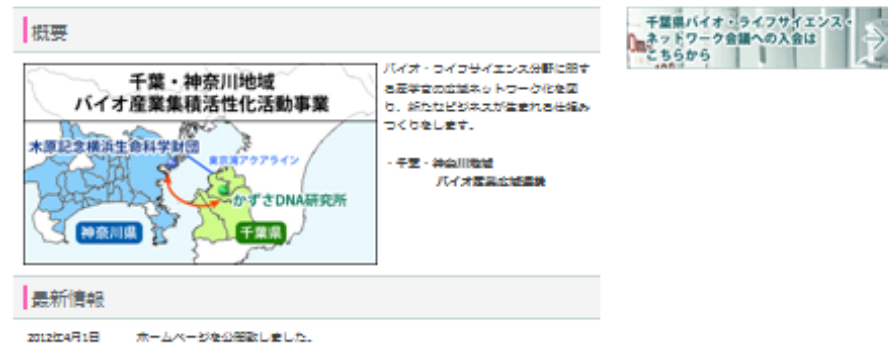 概要
千葉・神奈川地域
バイオ産業集積活性化活動事業
木原記念横浜生命科学財団
東京湾アクアライン
かずさDNA研究所
神奈川県
千葉県
バイオ・ライフサイエンス分野に関す
る産学官の広域ネットワーク化を図
り、新たなビジネスが生まれる仕組み
つくりをします。
・千葉・神奈川地域
バイオ産業広域連携
千葉県バイオ・ライフサイエンス・
ネットワーク会議への入会は
こちらから
最新情報
2012年4月1日 ホームページを公開致しました。